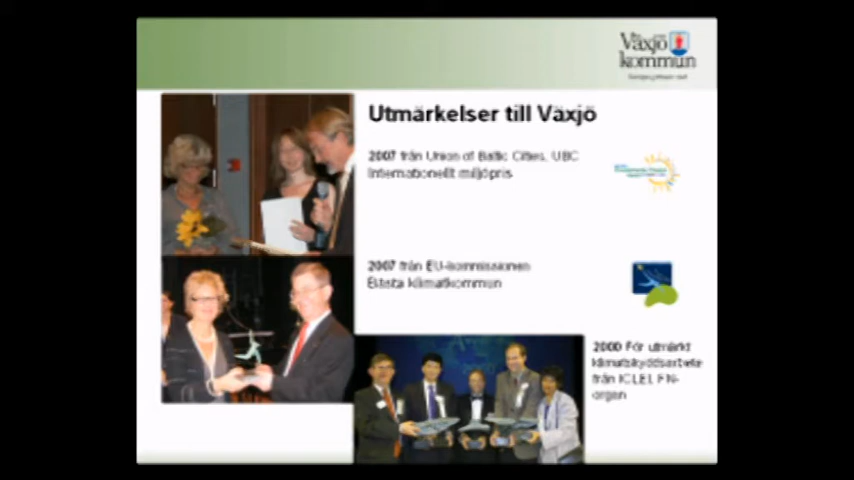 Växjö
kommun
Utmärkelser till Växjö
2007 från Union of Baltic Cities, UBC
Internationellt miljöpris
2007 från EU-kommissionen
Bästa klimatkommun
2000 För utmärkt
klimatskyddsarbete
från ICLEI, FN-
organ